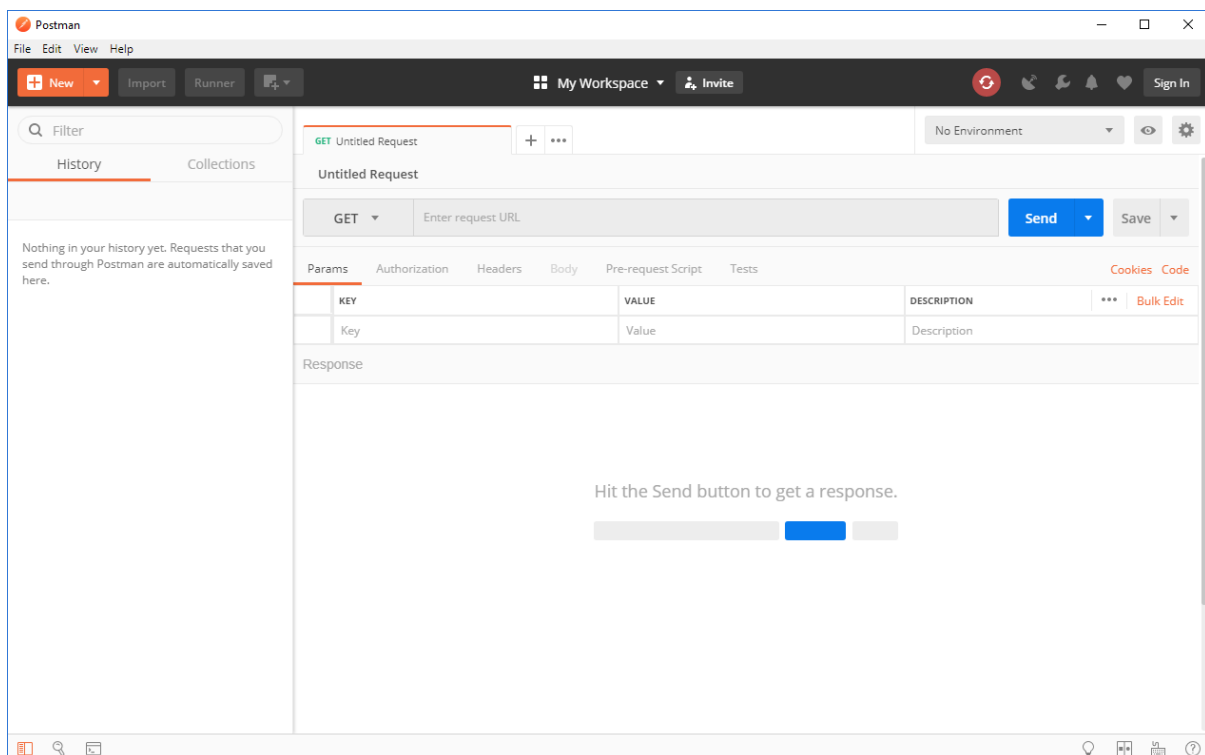 Postman
File Edit View Help
New Import Runner My Workspace Invite Sign In
Filter
History Collections
Nothing in your history yet. Requests that you
send through Postman are automatically saved
here.
GET Untitled Request
No Environment
Untitled Request
GET Enter request URL Send Save
Params Authorization Headers Body Pre-request Script Tests Cookies Code
KEY VALUE DESCRIPTION Bulk Edit
Key Value Description
Response
Hit the Send button to get a response.